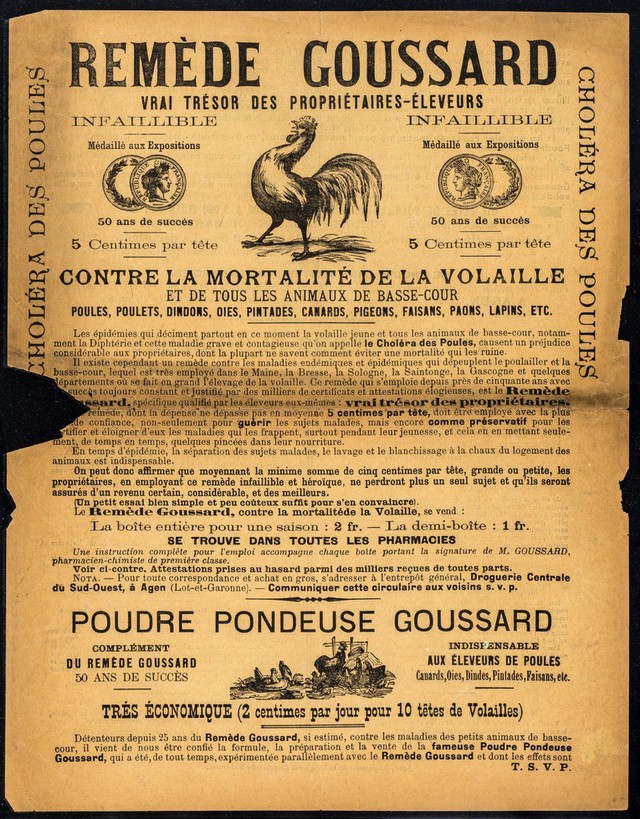 REMÈDE GOUSSARD
VRAI TRÉSOR DES PROPRIÉTAIRES-ÉLEVEURS
CHOLÉRA DES POULES
INFAILLIBLE
Médaillé aux Expositions
50 ans de succès
5 Centimes par tête
INFAILLIBLE
Médaillé aux Expositions
50 ans de succès
5 Centimes par tête
CHOLÉRA DES POULES
CONTRE LA MORTALITÉ DE LA VOLAILLE
ET DE TOUS LES ANIMAUX DE BASSE-COUR
POULES, POULETS, DINDONS, OIES, PINTADES, CANARDS, PIGEONS, FAISANS, PAONS, LAPINS, ETC.
Les épidémies qui déciment partout en ce moment la volaille jeune et tous les animaux de basse-cour, notam-
ment la Diphtérie et cette maladie grave et contagieuse qu'on appelle le Choléra des Poules, causent un préjudice
considérable aux propriétaires, dont la plupart ne savent comment éviter une mortalité qui les ruine.
Il existe cependant un remède contre les maladies endémiques et épidémiques qui dépeuplent le poulailler et la
basse-cour, lequel est très employé dans le Maine, la Bresse, la Sologne, la Saintonge, la Gascogne et quelques
départements où se fait en grand l'élevage de la volaille. Ce remède qui s'emploie depuis près de cinquante ans avec
succès toujours constant et justifié par des milliers de certificats et attestations élogieuses, est le Remède
ssard, spécifique qualifié par les éleveurs eux-mêmes : vrai trésor des propriétaires.
remède, dont la dépense ne dépasse pas en moyenne 5 centimes par tête, doit être employé avec la plus
de confiance, non-seulement pour guérir les sujets malades, mais encore comme préservatif pour les
tifier et éloigner d'eux les maladies qui les frappent, surtout pendant leur jeunesse, et cela en en mettant seule-
ment, de temps en temps, quelques pincées dans leur nourriture.
En temps d'épidémie, la séparation des sujets malades, le lavage et le blanchissage à la chaux du logement des
animaux est indispensable.
On peut donc affirmer que moyennant la minime somme de cinq centimes par tête, grande ou petite, les
propriétaires, en employant ce remède infaillible et héroïque, ne perdront plus un seul sujet et qu'ils seront
assurés d'un revenu certain, considérable, et des meilleurs.
(Un petit essai bien simple et peu coûteux suffit pour s'en convaincre).
Le Remède Goussard, contre la mortalitéde la Volaille, se vend :
La boîte entière pour une saison : 2 fr. — La demi-boîte : 1 fr.
SE TROUVE DANS TOUTES LES PHARMACIES
Une instruction complète pour l'emploi accompagne chaque boîte portant la signature de M. GOUSSARD,
pharmacien-chimiste de première classe.
Voir ci-contre. Attestations prises au hasard parmi des milliers reçues de toutes parts.
NOTA. — Pour toute correspondance et achat en gros, s'adresser à l'entrepôt général, Droguerie Centrale
du Sud-Ouest, à Agen (Lot-et-Garonne). — Communiquer cette circulaire aux voisins s. v. p.
POUDRE PONDEUSE GOUSSARD
COMPLÉMENT
DU REMÈDE GOUSSARD
50 ANS DE SUCCÈS
INDISPENSABLE
AUX ÉLEVEURS DE POULES
Canards, Oies, Dindes, Pintades, Faisans, etc.
TRÈS ÉCONOMIQUE (2 centimes par jour pour 10 têtes de Volailles)
Détenteurs depuis 25 ans du Remède Goussard, si estimé, contre les maladies des petits animaux de basse-
cour, il vient de nous être confié la formule, la préparation et la vente de la fameuse Poudre Pondeuse
Goussard, qui a été, de tout temps, expérimentée parallèlement avec le Remède Goussard et dont les effets sont
T. S. V. P.